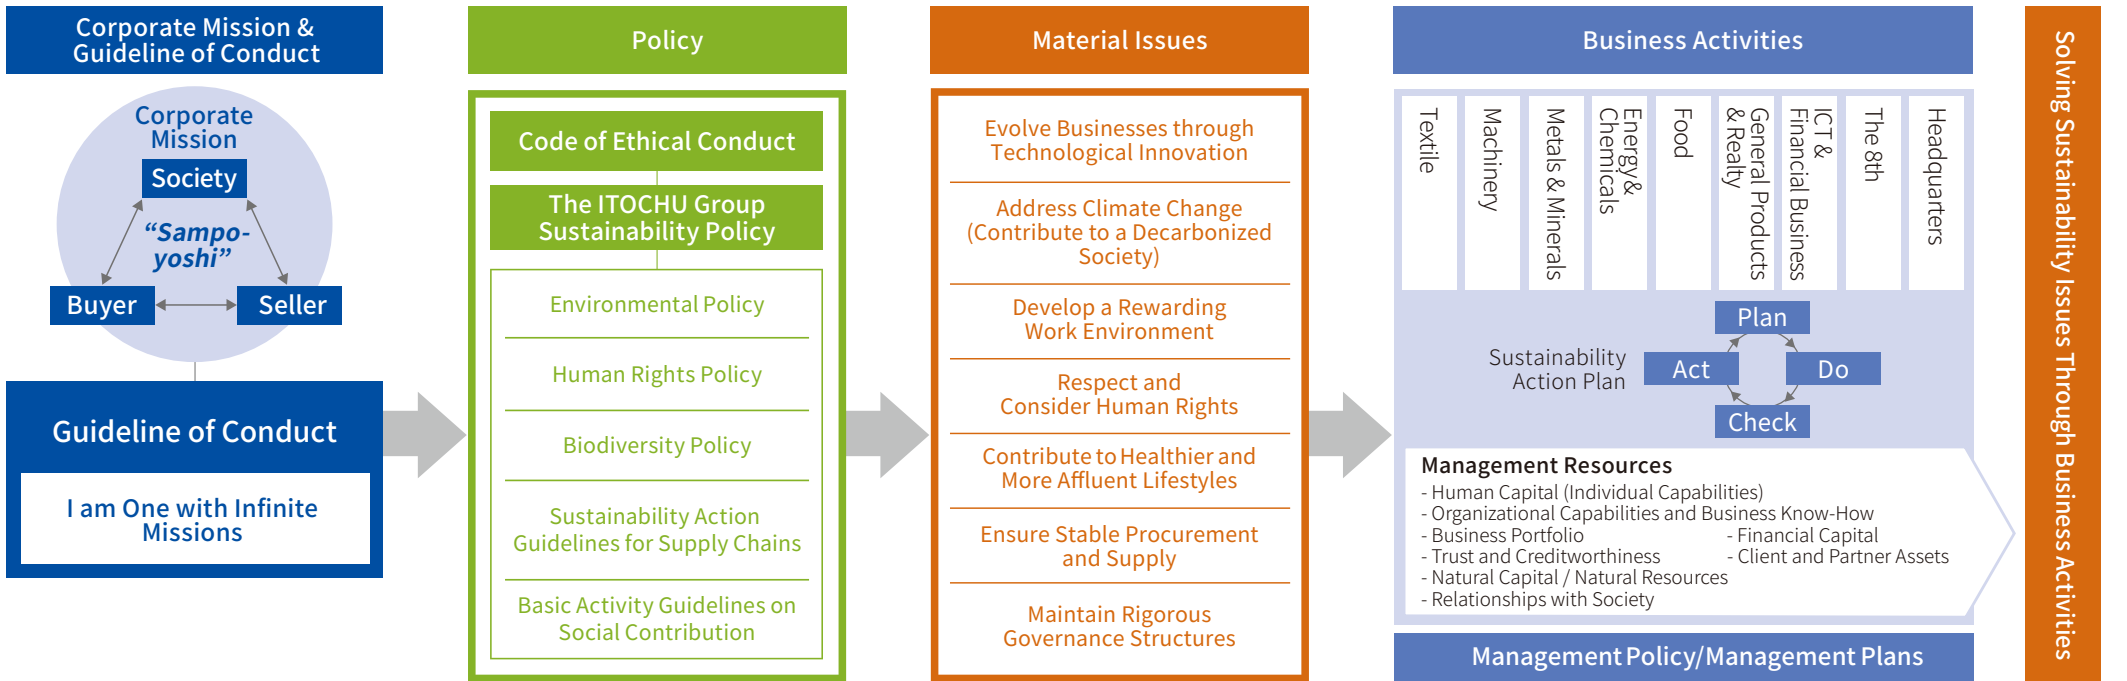 Corporate Mission &
Guideline of Conduct
Corporate
Mission
Society
“Sampo-
yoshi”
Buyer
Seller
Guideline of Conduct
I am One with Infinite
Missions
Policy
Code of Ethical Conduct
The ITOCHU Group
Sustainability Policy
Environmental Policy
Human Rights Policy
Biodiversity Policy
Sustainability Action
Guidelines for Supply Chains
Basic Activity Guidelines on
Social Contribution
Material Issues
Evolve Businesses through
Technological Innovation
Address Climate Change
(Contribute to a Decarbonized
Society)
Develop a Rewarding
Work Environment
Respect and
Consider Human Rights
Contribute to Healthier and
More Affluent Lifestyles
Ensure Stable Procurement
and Supply
Maintain Rigorous
Governance Structures
Business Activities
Textile
Machinery
Metals & Minerals
Energy&
Chemicals
Food
General Products
& Realty
ICT &
Financial Business
The 8th
Headquarters
Sustainability
Action Plan
Plan
Do
Check
Act
Management Resources
- Human Capital (Individual Capabilities)
- Organizational Capabilities and Business Know-How
- Business Portfolio
- Financial Capital
- Trust and Creditworthiness
- Client and Partner Assets
- Natural Capital / Natural Resources
- Relationships with Society
Management Policy/Management Plans
Solving Sustainability Issues Through Business Activities